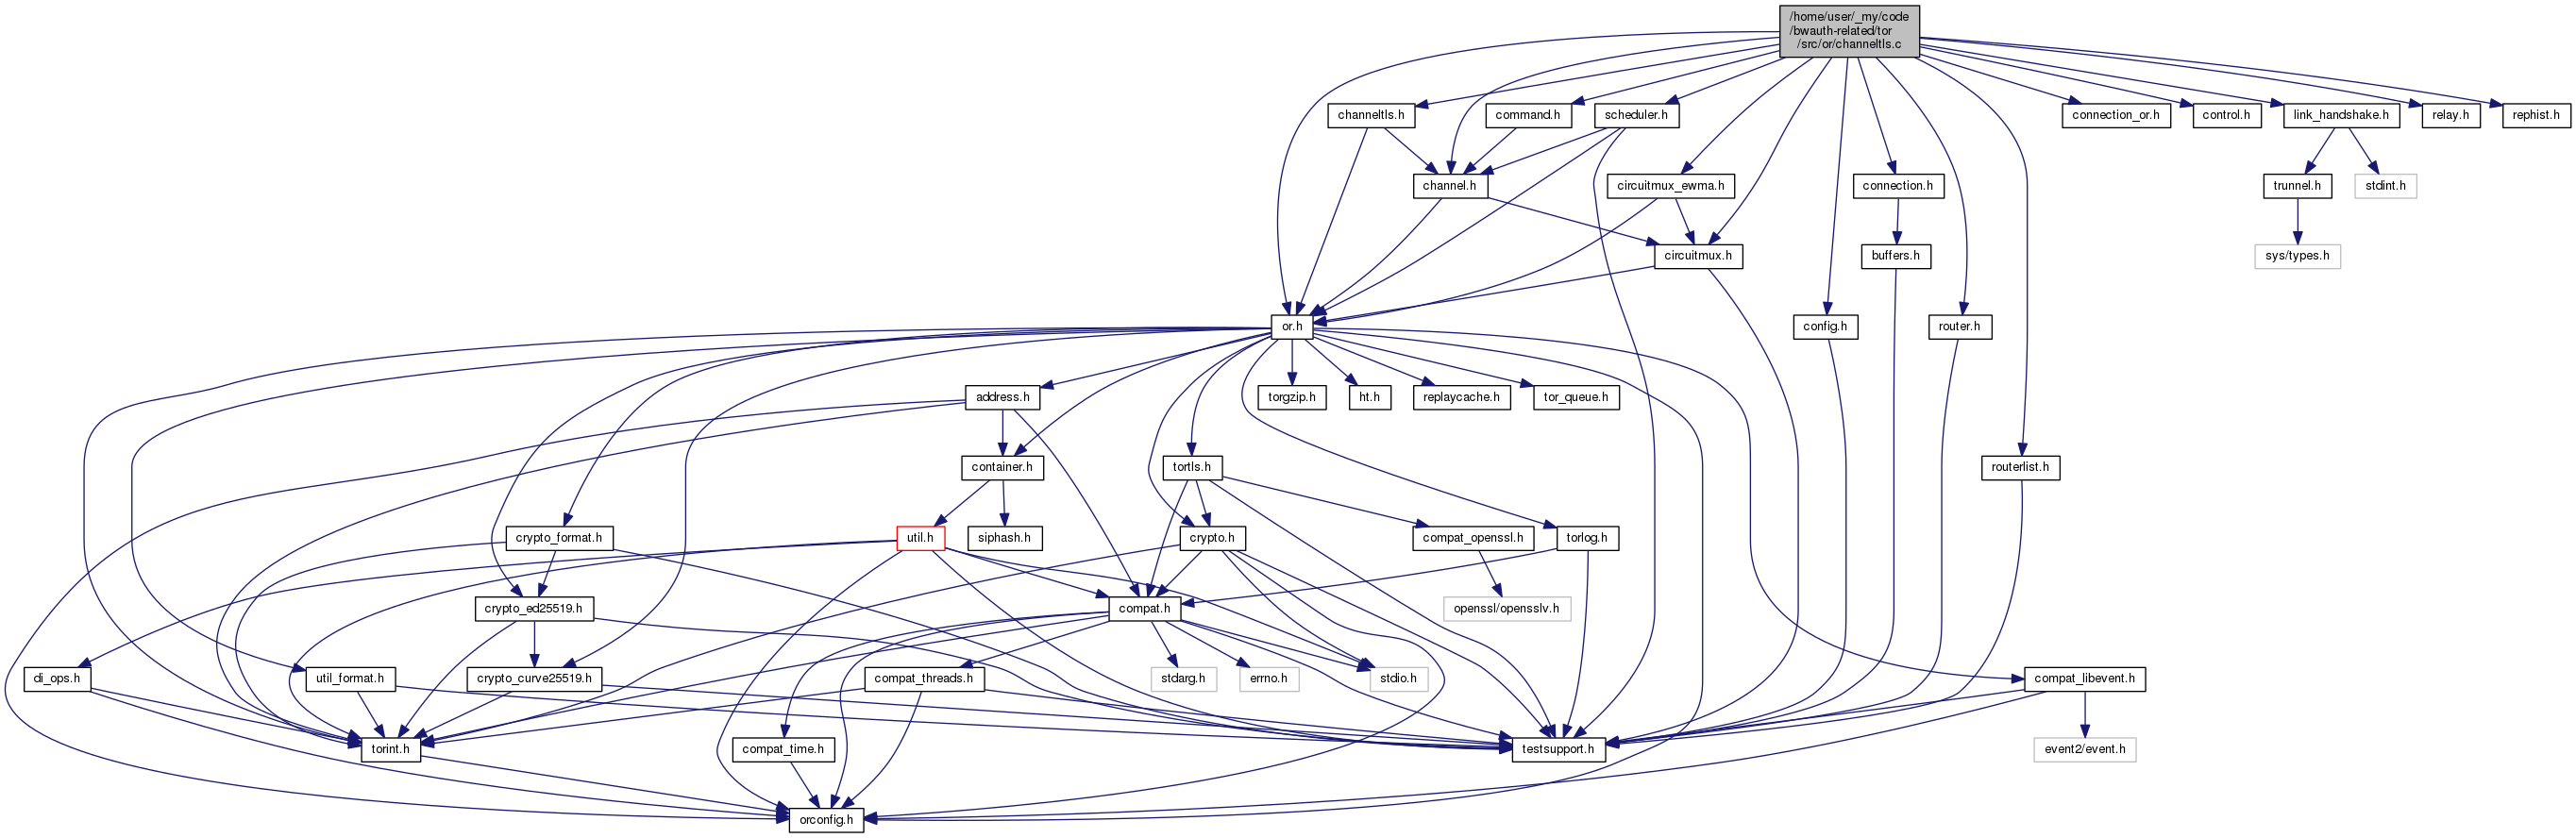 /home/user/_my/code
/bwauth-related/tor
/src/or/channeltls.c
channeltls.h
command.h
scheduler.h
connection_or.h
control.h
link_handshake.h
relay.h
rephist.h
channel.h
circuitmux_ewma.h
connection.h
trunnel.h
stdint.h
circuitmux.h
buffers.h
sys/types.h
or.h
config.h
router.h
address.h
torgzip.h
ht.h
replaycache.h
tor_queue.h
container.h
tortls.h
routerlist.h
crypto_format.h
util.h
siphash.h
crypto.h
compat_openssl.h
torlog.h
crypto_ed25519.h
compat.h
openssl/opensslv.h
di_ops.h
util_format.h
crypto_curve25519.h
compat_threads.h
stdarg.h
errno.h
stdio.h
compat_libevent.h
torint.h
compat_time.h
testsupport.h
event2/event.h
orconfig.h